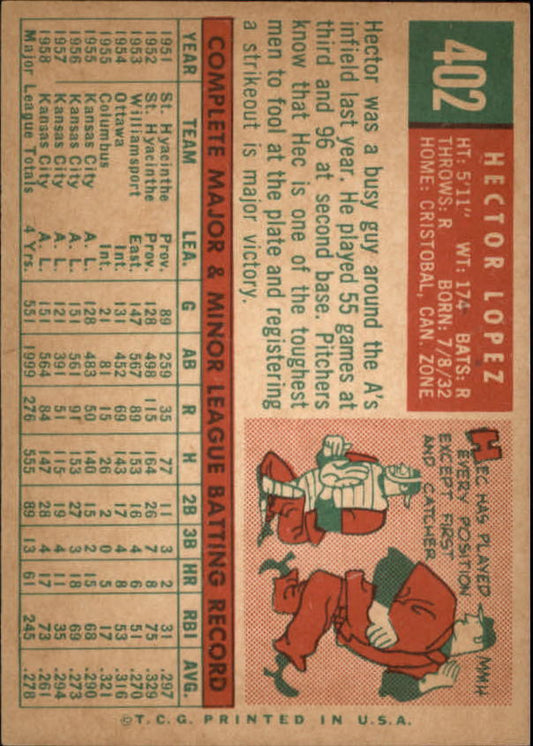 402
HECTOR LOPEZ
HT: 5'11" WT: 174 BATS: R
THROWS: R BORN: 7/8/32
HOME: CRISTOBAL, CAN. ZONE
Hector was a busy guy around the A's
infield last year. He played 55 games at
third and 96 at second base. Pitchers
know that Hec is one of the toughest
men to fool at the plate and registering
a strikeout is major victory.
HEC HAS PLAYED
EVERY POSITION
EXCEPT FIRST
AND CATCHER
MMH
COMPLETE MAJOR & MINOR LEAGUE BATTING RECORD
YEAR TEAM LEA. G AB R H 2B 3B HR RBI AVG.
1951 St. Hyacinthe Prov. 89 259 35 77 11 3 2 31 .297
1952 St. Hyacinthe Prov. 128 498 115 164 26 7 8 75 .329
1953 Williamsport East. 147 567 89 153 16 4 6 51 .270
1954 Ottawa Int. 131 452 69 143 17 4 8 53 .316
1955 Columbus Int. 21 81 15 26 2 0 5 17 .321
1955 Kansas City A. L. 128 483 50 140 15 2 15 68 .290
1956 Kansas City A. L. 151 561 91 153 27 3 18 69 .273
1957 Kansas City A. L. 121 391 51 115 19 4 11 35 .294
1958 Kansas City A. L. 151 564 84 147 28 4 17 73 .261
Major League Totals 4 Yrs. 551 1999 276 555 89 13 61 245 .278
©T.C.G. PRINTED IN U.S.A.